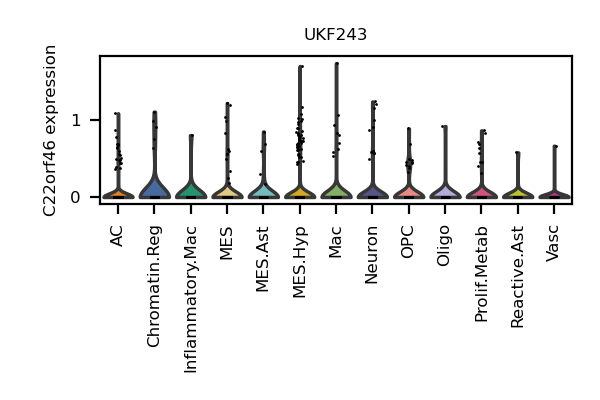 UKF243
C22orf46 expression
1
0
AC
Chromatin.Reg
Inflammatory.Mac
MES
MES.Ast
MES.Hyp
Mac
Neuron
OPC
Oligo
Prolif.Metab
Reactive.Ast
Vasc